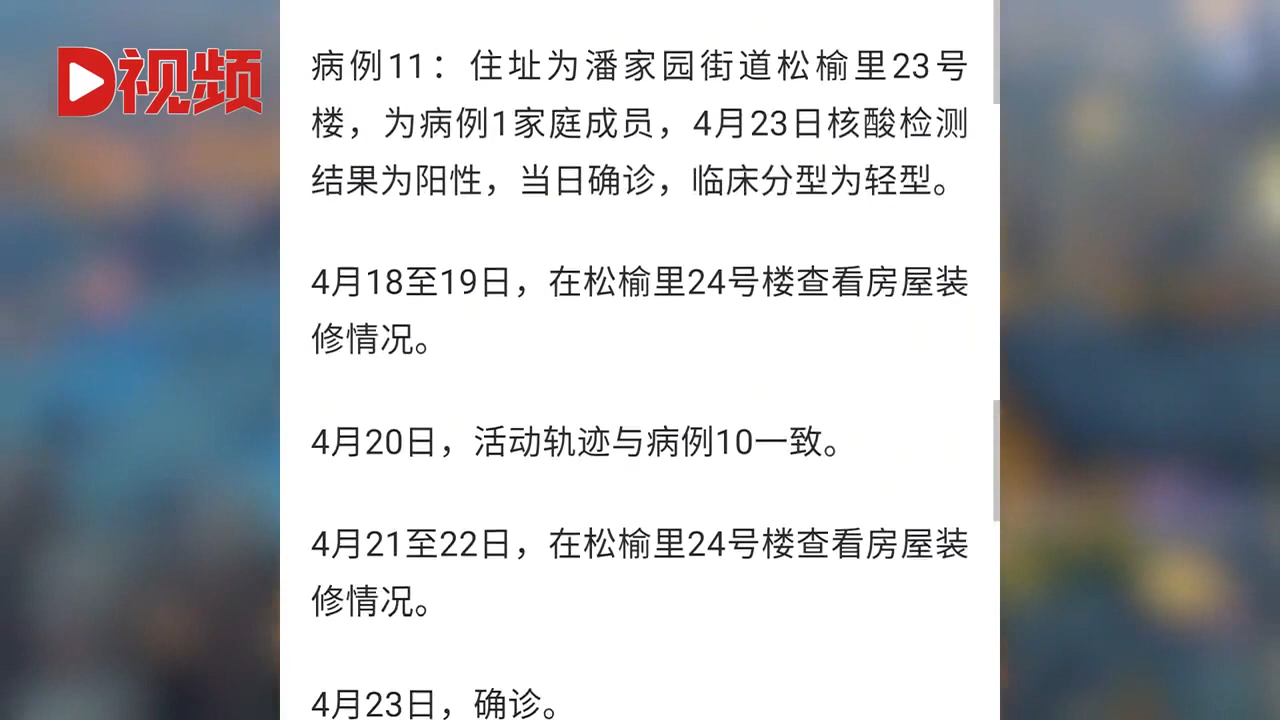 视频
病例11：住址为潘家园街道松榆里23号
楼，为病例1家庭成员，4月23日核酸检测
结果为阳性，当日确诊，临床分型为轻型。
4月18至19日，在松榆里24号楼查看房屋装
修情况。
4月20日，活动轨迹与病例10一致。
4月21至22日，在松榆里24号楼查看房屋装
修情况。
4月23日，确诊。